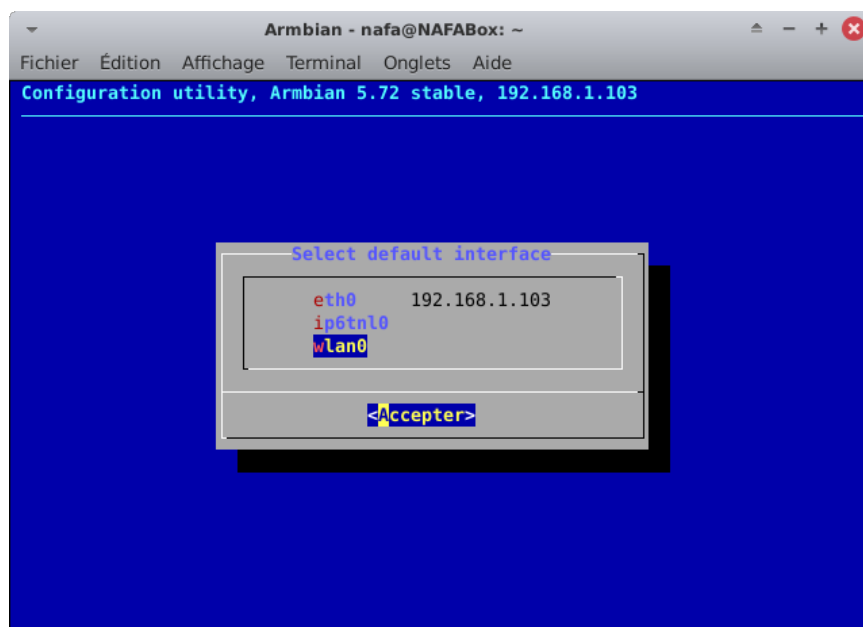 Armbian - nafa@NAFABox: ~
Fichier Édition Affichage Terminal Onglets Aide
Configuration utility, Armbian 5.72 stable, 192.168.1.103
Select default interface
eth0 192.168.1.103
ip6tnl0
wlan0
<Accepter>